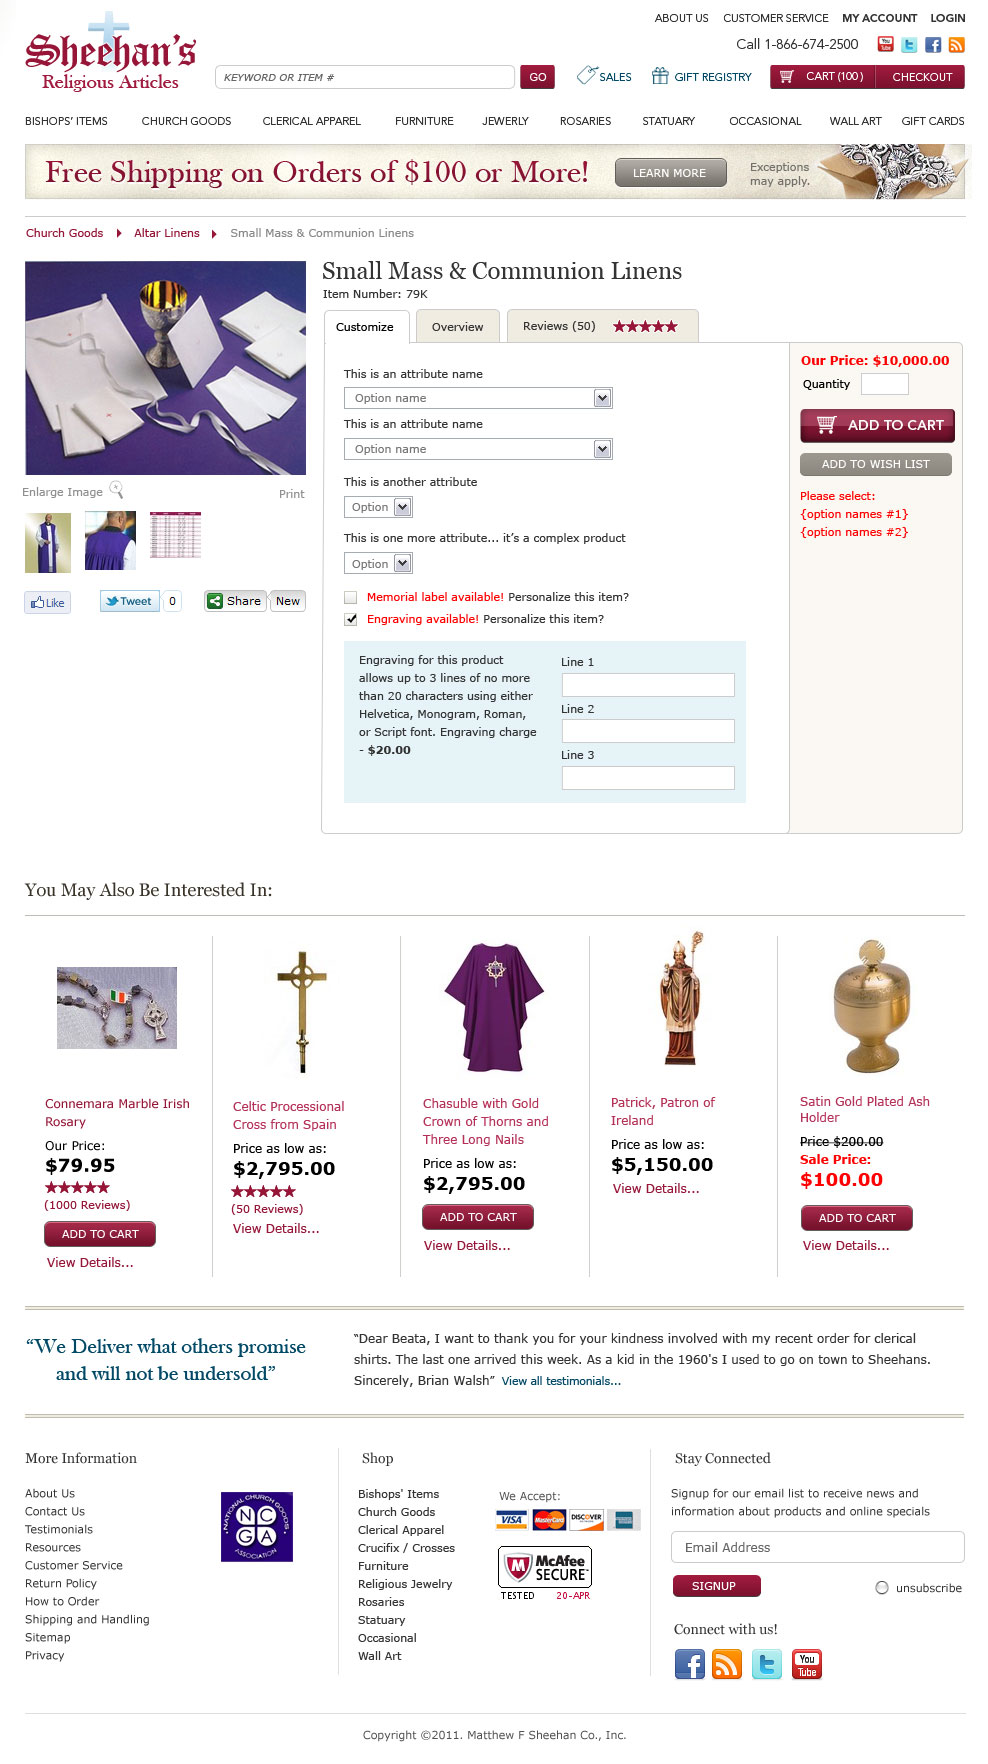 ABOUT US CUSTOMER SERVICE MY ACCOUNT LOGIN
Sheehan's
Religious Articles
Call 1-866-674-2500 You Tube
KEYWORD OR ITEM # GO SALES GIFT REGISTRY CART (100) CHECKOUT
BISHOPS' ITEMS CHURCH GOODS CLERICAL APPAREL FURNITURE JEWERLY ROSARIES STATUARY OCCASIONAL WALL ART GIFT CARDS
Free Shipping on Orders of $100 or More! LEARN MORE Exceptions
may apply.
Church Goods Altar Linens Small Mass & Communion Linens
Small Mass & Communion Linens
Item Number: 79K
Customize Overview Reviews (50)
This is an attribute name
Option name
This is an attribute name
Option name
This is another attribute
Option
This is one more attribute... it's a complex product
Option
Memorial label available! Personalize this item?
Engraving available! Personalize this item?
Engraving for this product
allows up to 3 lines of no more
than 20 characters using either
Helvetica, Monogram, Roman,
or Script font. Engraving charge
- $20.00
Line 1
Line 2
Line 3
Our Price: $10,000.00
Quantity
ADD TO CART
ADD TO WISH LIST
Please select:
{option names #1}
{option names #2}
Enlarge Image Print
Like Tweet 0 Share New
You May Also Be Interested In:
Connemara Marble Irish
Rosary
Our Price:
$79.95
(1000 Reviews)
ADD TO CART
View Details...
Celtic Processional
Cross from Spain
Price as low as:
$2,795.00
(50 Reviews)
View Details...
Chasuble with Gold
Crown of Thorns and
Three Long Nails
Price as low as:
$2,795.00
ADD TO CART
View Details...
Patrick, Patron of
Ireland
Price as low as:
$5,150.00
View Details...
Satin Gold Plated Ash
Holder
Price $200.00
Sale Price:
$100.00
ADD TO CART
View Details...
“We Deliver what others promise
and will not be undersold”
“Dear Beata, I want to thank you for your kindness involved with my recent order for clerical
shirts. The last one arrived this week. As a kid in the 1960's I used to go on town to Sheehans.
Sincerely, Brian Walsh” View all testimonials...
More Information
About Us
Contact Us
Testimonials
Resources
Customer Service
Return Policy
How to Order
Shipping and Handling
Sitemap
Privacy
NATIONAL CHURCH GOODS
NC
GA
ASSOCIATION
Shop
Bishops' Items
Church Goods
Clerical Apparel
Crucifix / Crosses
Furniture
Religious Jewelry
Rosaries
Statuary
Occasional
Wall Art
We Accept:
VISA MasterCard DISCOVER
McAfee
SECURE
TESTED 20-APR
Stay Connected
Signup for our email list to receive news and
information about products and online specials
Email Address
SIGNUP unsubscribe
Connect with us!
You
Tube
Copyright ©2011. Matthew F Sheehan Co., Inc.